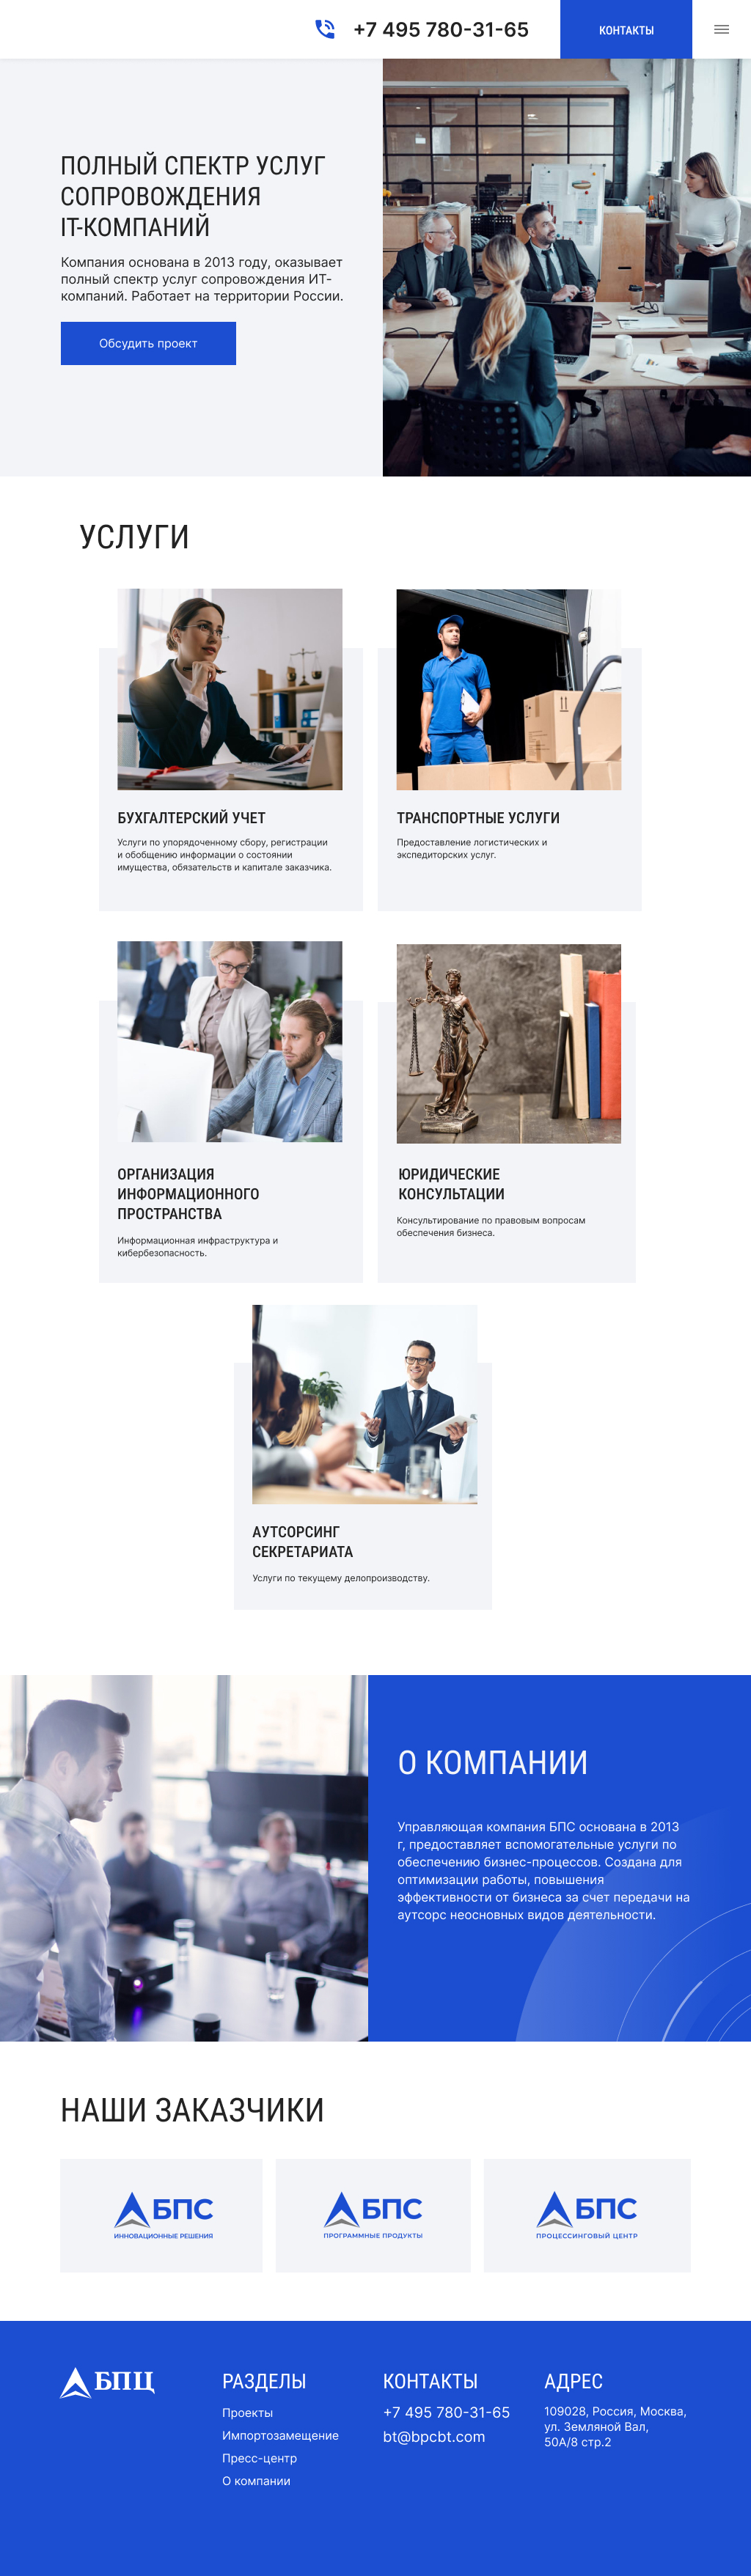 +7 495 780-31-65
КОНТАКТЫ
ПОЛНЫЙ СПЕКТР УСЛУГ
СОПРОВОЖДЕНИЯ
IT-КОМПАНИЙ
Компания основана в 2013 году, оказывает
полный спектр услуг сопровождения ИТ-
компаний. Работает на территории России.
Обсудить проект
УСЛУГИ
БУХГАЛТЕРСКИЙ УЧЕТ
Услуги по упорядоченному сбору, регистрации
и обобщению информации о состоянии
имущества, обязательств и капитале заказчика.
ТРАНСПОРТНЫЕ УСЛУГИ
Предоставление логистических и
экспедиторских услуг.
ОРГАНИЗАЦИЯ
ИНФОРМАЦИОННОГО
ПРОСТРАНСТВА
Информационная инфраструктура и
кибербезопасность.
ЮРИДИЧЕСКИЕ
КОНСУЛЬТАЦИИ
Консультирование по правовым вопросам
обеспечения бизнеса.
АУТСОРСИНГ
СЕКРЕТАРИАТА
Услуги по текущему делопроизводству.
О КОМПАНИИ
Управляющая компания БПС основана в 2013
г, предоставляет вспомогательные услуги по
обеспечению бизнес-процессов. Создана для
оптимизации работы, повышения
эффективности от бизнеса за счет передачи на
аутсорс неосновных видов деятельности.
НАШИ ЗАКАЗЧИКИ
БПС
ИННОВАЦИОННЫЕ РЕШЕНИЯ
БПС
ПРОГРАММНЫЕ ПРОДУКТЫ
БПС
ПРОЦЕССИНГОВЫЙ ЦЕНТР
БПЦ
РАЗДЕЛЫ
Проекты
Импортозамещение
Пресс-центр
О компании
КОНТАКТЫ
+7 495 780-31-65
bt@bpcbt.com
АДРЕС
109028, Россия, Москва,
ул. Земляной Вал,
50А/8 стр.2